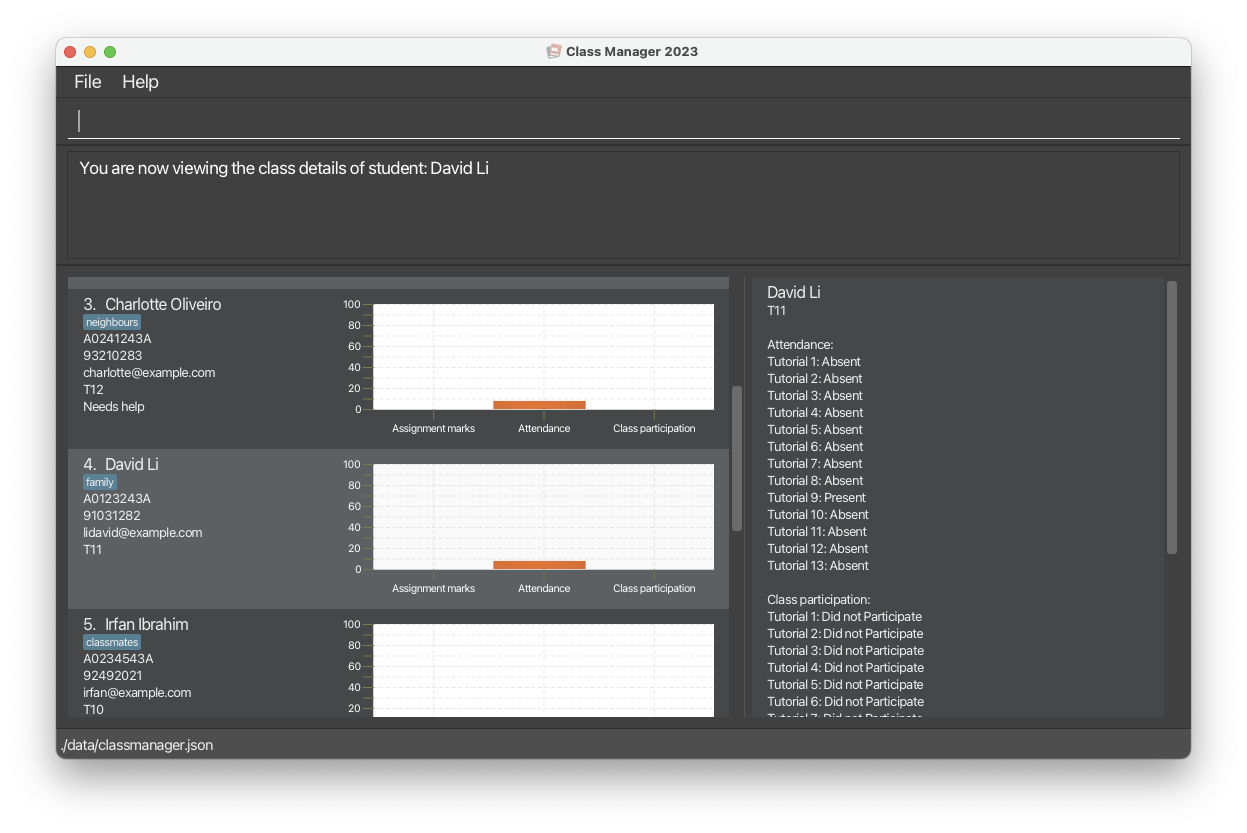 Class Manager 2023
File Help
You are now viewing the class details of student: David Li
3. Charlotte Oliveiro
neighbours
A0241243A
93210283
charlotte@example.com
T12
Needs help
100
80
60
40
20
0
Assignment marks Attendance Class participation
4. David Li
family
A0123243A
91031282
lidavid@example.com
T11
100
80
60
40
20
0
Assignment marks Attendance Class participation
5. Irfan Ibrahim
classmates
A0234543A
92492021
irfan@example.com
T10
100
80
60
40
20
David Li
T11
Attendance:
Tutorial 1: Absent
Tutorial 2: Absent
Tutorial 3: Absent
Tutorial 4: Absent
Tutorial 5: Absent
Tutorial 6: Absent
Tutorial 7: Absent
Tutorial 8: Absent
Tutorial 9: Present
Tutorial 10: Absent
Tutorial 11: Absent
Tutorial 12: Absent
Tutorial 13: Absent
Class participation:
Tutorial 1: Did not Participate
Tutorial 2: Did not Participate
Tutorial 3: Did not Participate
Tutorial 4: Did not Participate
Tutorial 5: Did not Participate
Tutorial 6: Did not Participate
Tutorial 7: Did not Participate
./data/classmanager.json